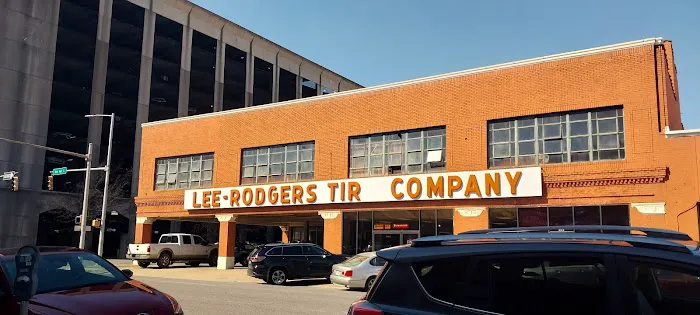 LEE-RODGERS TIR COMPANY